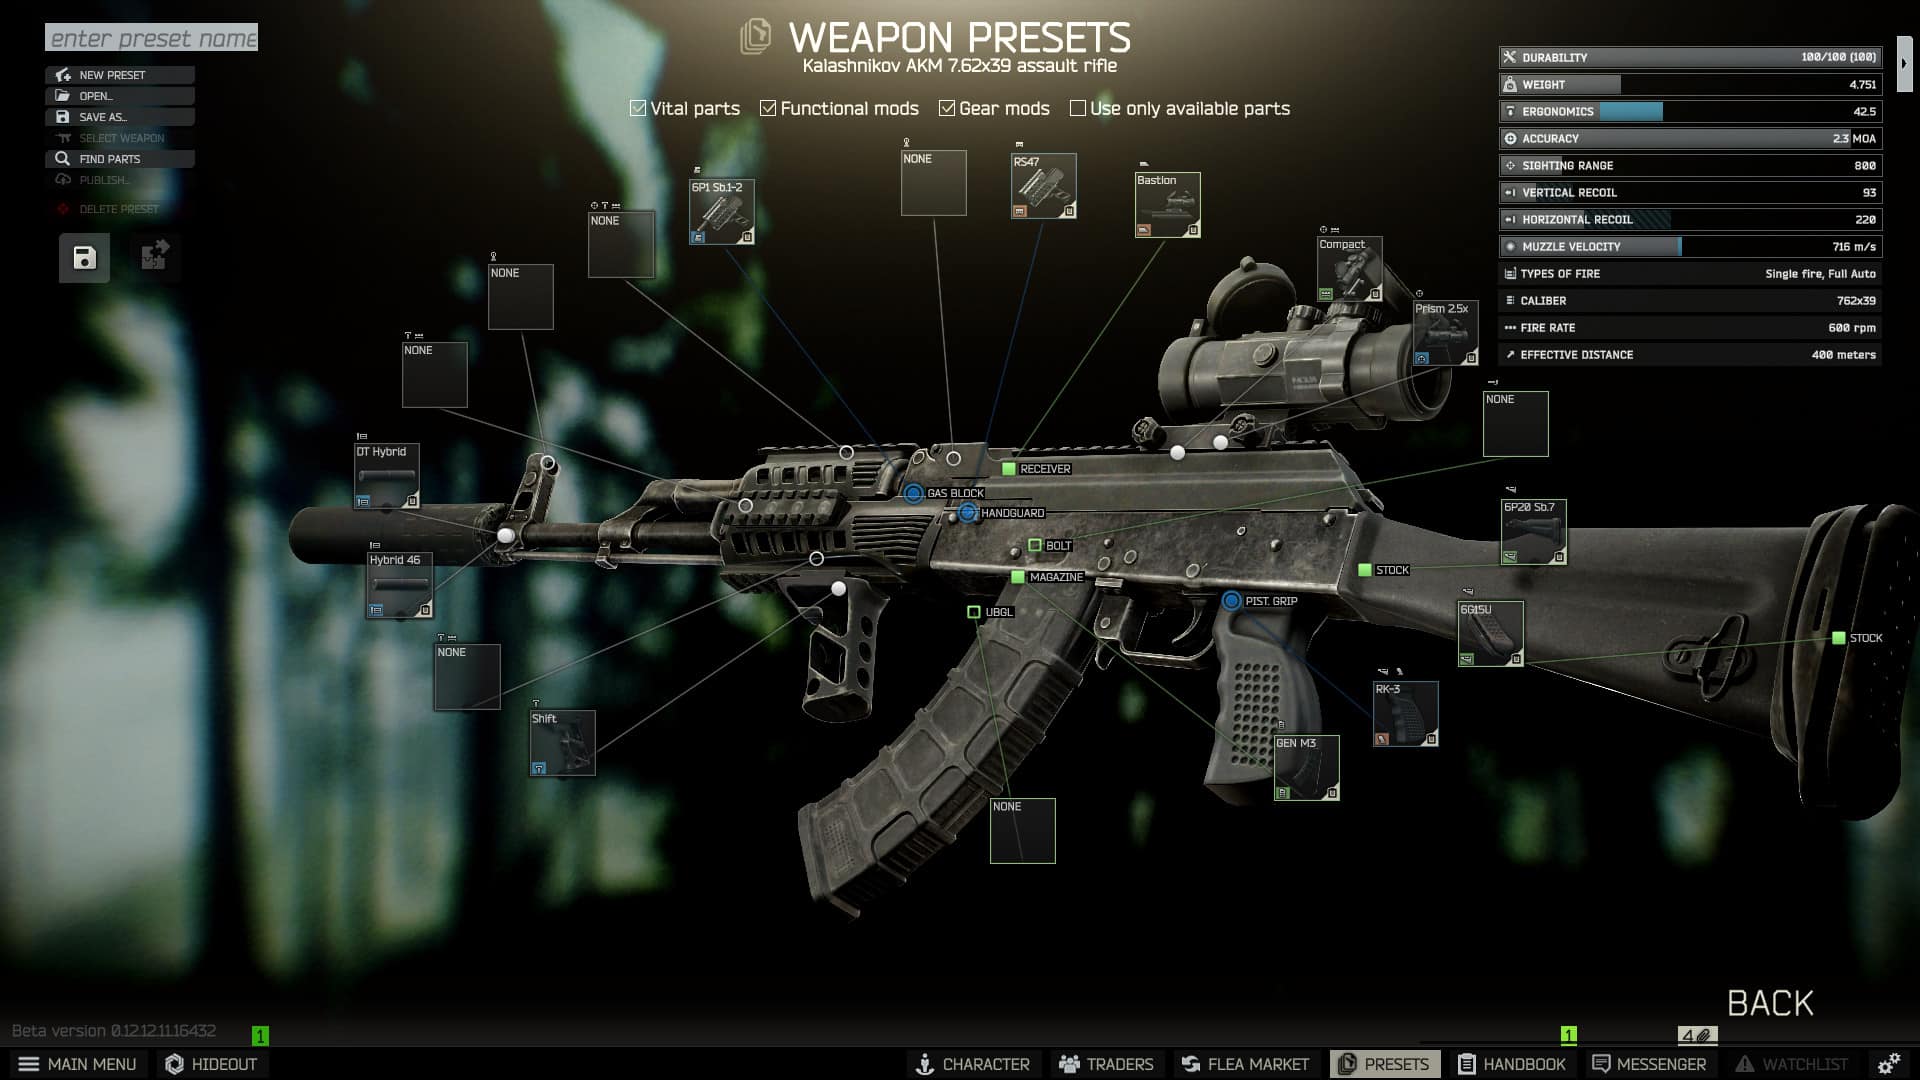 enter preset name
WEAPON PRESETS
Kalashnikov AKM 7.62x39 assault rifle
NEW PRESET
OPEN...
SAVE AS...
SELECT WEAPON
FIND PARTS
PUBLISH...
DELETE PRESET
Vital parts
Functional mods
Gear mods
Use only available parts
DURABILITY 100/100 (100)
WEIGHT 4.751
ERGONOMICS 42.5
ACCURACY 2.3 MOA
SIGHTING RANGE 800
VERTICAL RECOIL 93
HORIZONTAL RECOIL 220
MUZZLE VELOCITY 716 m/s
TYPES OF FIRE Single fire, Full Auto
CALIBER 762x39
FIRE RATE 600 rpm
EFFECTIVE DISTANCE 400 meters
NONE
RS47
Bastion
6P1 Sb.1-2
NONE
Compact
NONE
Prism 2.5x
NONE
NONE
DT Hybrid
RECEIVER
GAS BLOCK
HANDGUARD
6P20 Sb.7
BOLT
Hybrid 46
STOCK
MAGAZINE
PIST. GRIP
UBGL
6G15U
STOCK
NONE
RK-3
Shift
GEN M3
NONE
BACK
Beta version 0.12.12.11.16432
1
1
4
MAIN MENU
HIDEOUT
CHARACTER
TRADERS
FLEA MARKET
PRESETS
HANDBOOK
MESSENGER
WATCHLIST